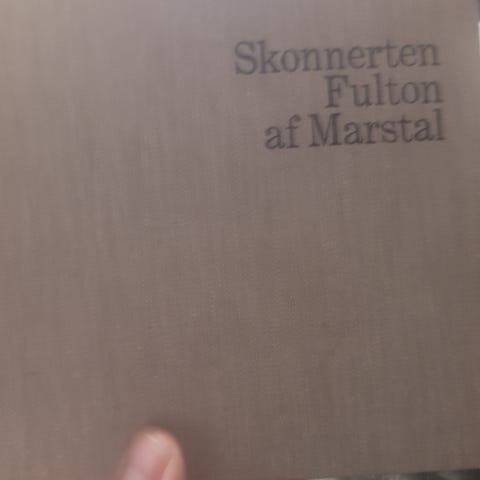 Skonnerten
Fulton
af Marstal